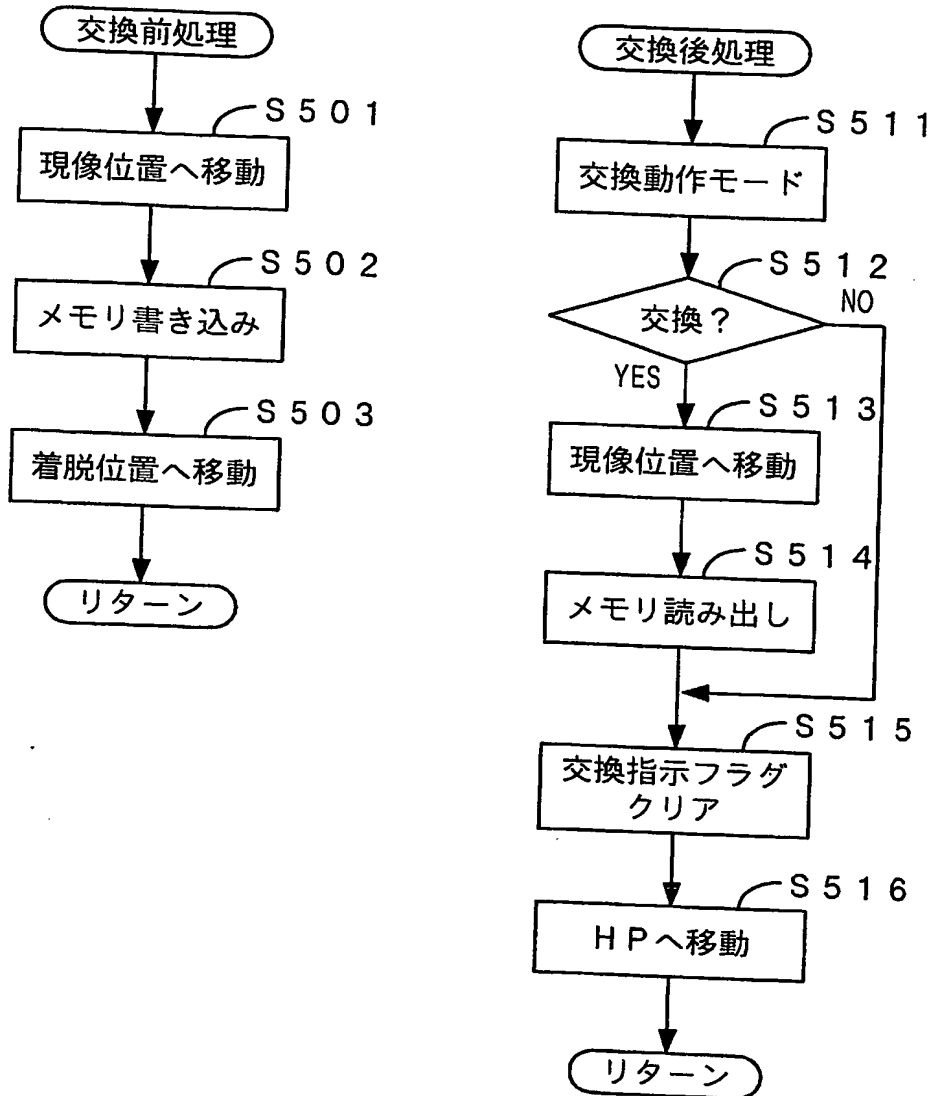 交換前処理
S501
現像位置へ移動
S502
メモリ書き込み
S503
着脱位置へ移動
リターン
交換後処理
S511
交換動作モード
S512
交換？
NO
YES
S513
現像位置へ移動
S514
メモリ読み出し
S515
交換指示フラダ
クリア
S516
HPへ移動
リターン